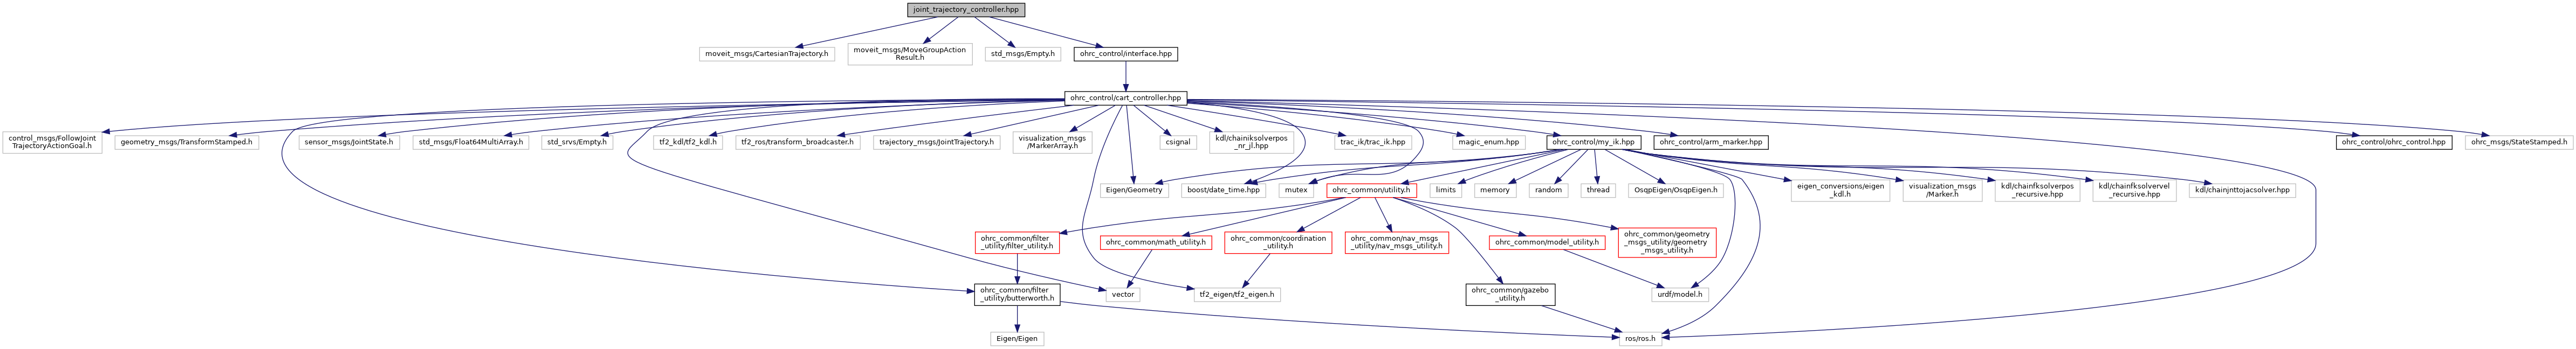 joint_trajectory_controller.hpp
moveit_msgs/CartesianTrajectory.h
moveit_msgs/MoveGroupAction
Result.h
std_msgs/Empty.h
ohrc_control/interface.hpp
ohrc_control/cart_controller.hpp
control_msgs/FollowJoint
TrajectoryActionGoal.h
geometry_msgs/TransformStamped.h
sensor_msgs/JointState.h
std_msgs/Float64MultiArray.h
std_srvs/Empty.h
tf2_kdl/tf2_kdl.h
tf2_ros/transform_broadcaster.h
trajectory_msgs/JointTrajectory.h
visualization_msgs
/MarkerArray.h
csignal
kdl/chainiksolverpos
_nr_jl.hpp
trac_ik/trac_ik.hpp
magic_enum.hpp
ohrc_control/my_ik.hpp
ohrc_control/arm_marker.hpp
ohrc_control/ohrc_control.hpp
ohrc_msgs/StateStamped.h
Eigen/Geometry
boost/date_time.hpp
mutex
ohrc_common/utility.h
limits
memory
random
thread
OsqpEigen/OsqpEigen.h
eigen_conversions/eigen
_kdl.h
visualization_msgs
/Marker.h
kdl/chainfksolverpos
_recursive.hpp
kdl/chainfksolvervel
_recursive.hpp
kdl/chainjnttojacsolver.hpp
ohrc_common/filter
_utility/filter_utility.h
ohrc_common/math_utility.h
ohrc_common/coordination
_utility.h
ohrc_common/nav_msgs
_utility/nav_msgs_utility.h
ohrc_common/model_utility.h
ohrc_common/geometry
_msgs_utility/geometry
_msgs_utility.h
ohrc_common/filter
_utility/butterworth.h
vector
tf2_eigen/tf2_eigen.h
ohrc_common/gazebo
_utility.h
urdf/model.h
Eigen/Eigen
ros/ros.h